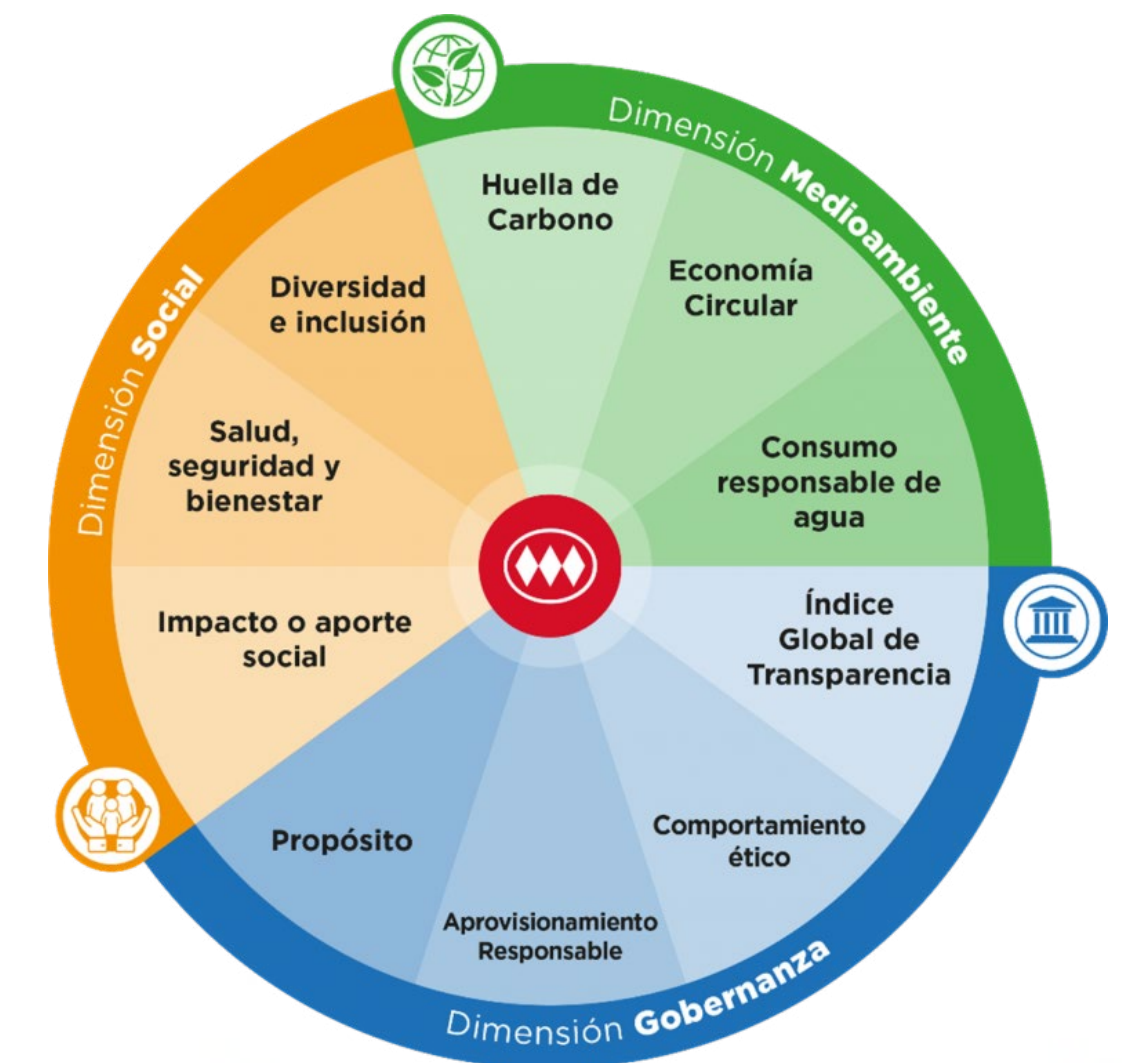 Dimensión Medioambiente
Huella de
Carbono
Economía
Circular
Consumo
responsable de
agua
Dimensión Gobernanza
Índice
Global de
Transparencia
Comportamiento
ético
Aprovisionamiento
Responsable
Propósito
Dimensión Social
Impacto o aporte
social
Salud,
seguridad y
bienestar
Diversidad
e inclusión